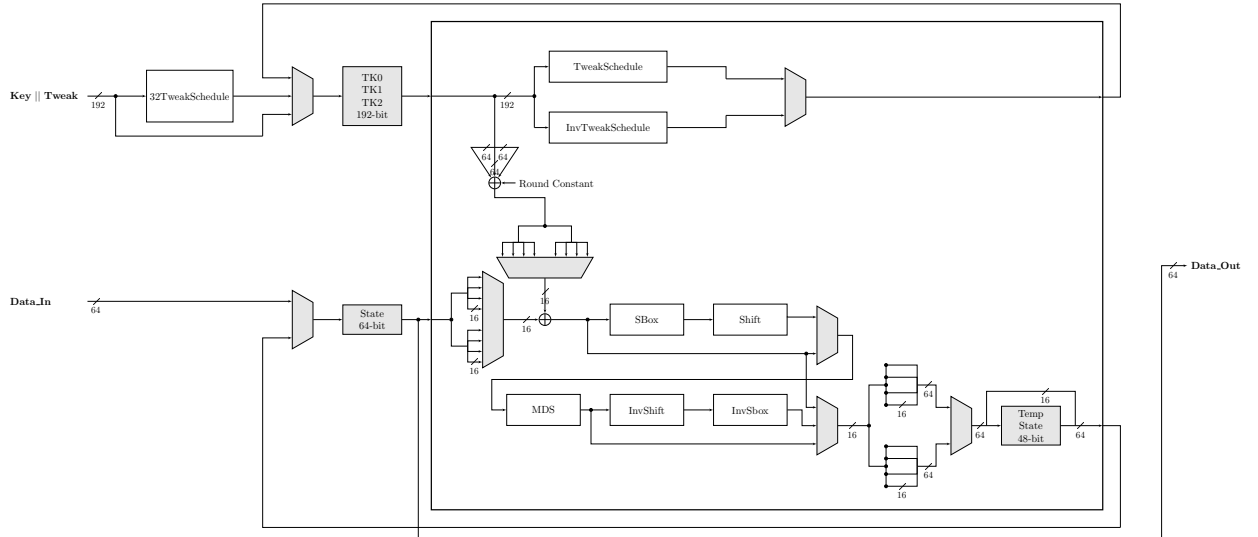 Key || Tweak
192
32TweakSchedule
TK0
TK1
TK2
192-bit
192
TweakSchedule
InvTweakSchedule
64
64
64
Round Constant
Data_In
64
State
64-bit
16
16
16
16
SBox
Shift
MDS
InvShift
InvSbox
16
64
16
64
16
64
Temp
State
48-bit
16
64
64
Data_Out